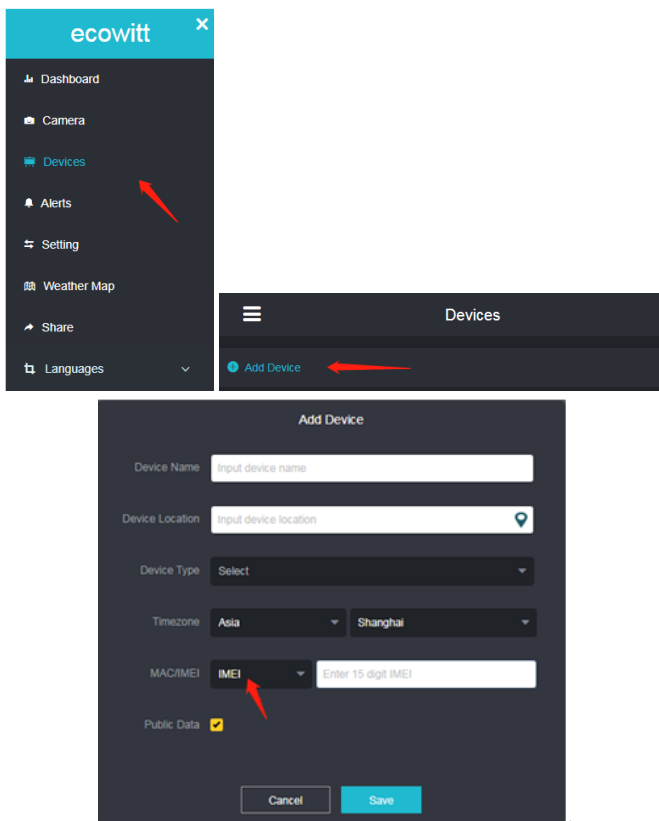 ecowitt ×
Dashboard
Camera
Devices
Alerts
Setting
Weather Map
Share
Languages
Devices
Add Device
Add Device
Device Name Input device name
Device Location Input device location
Device Type Select
Timezone Asia Shanghai
MAC/IMEI IMEI Enter 15 digit IMEI
Public Data
Cancel Save